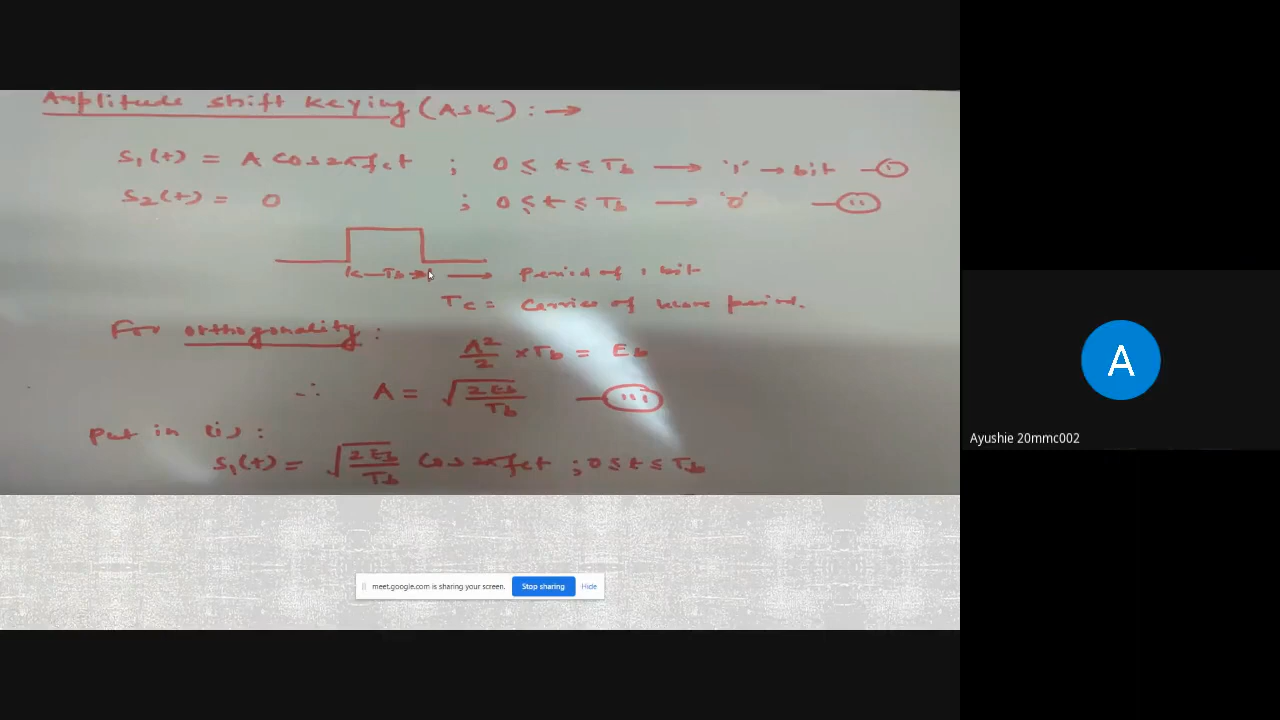 Amplitude shift keying (ASK) : →
S₁(t) = A cos2πfct ; 0 ≤ t ≤ Tb → '1' → bit — (i)
S₂(t) = 0 ; 0 ≤ t ≤ Tb → '0' — (ii)
← Tb → → Period of 1 bit
Tc = Carrier of wave period.
For orthogonality :
A²/2 × Tb = Eb
∴ A = √(2Eb/Tb) — (iii)
Put in (i) :
S₁(t) = √(2Eb/Tb) cos2πfct ; 0 ≤ t ≤ Tb
meet.google.com is sharing your screen. Stop sharing Hide
A
Ayushie 20mmc002